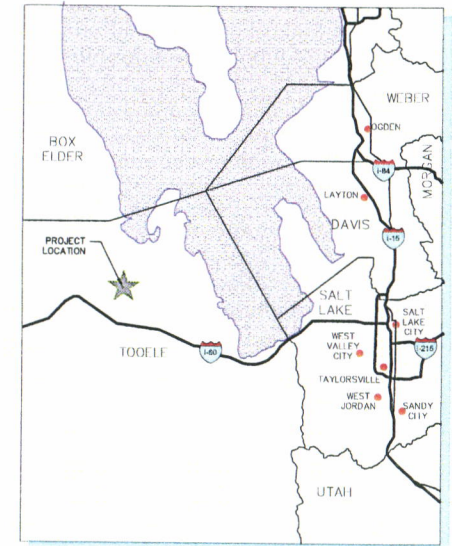 WEBER
OGDEN
BOX
ELDER
MORGAN
I-84
LAYTON
DAVIS
I-15
PROJECT
LOCATION
SALT
LAKE
SALT
LAKE
CITY
WEST
VALLEY
CITY
I-80
TOOELE
I-215
TAYLORSVILLE
WEST
JORDAN
SANDY
CITY
UTAH